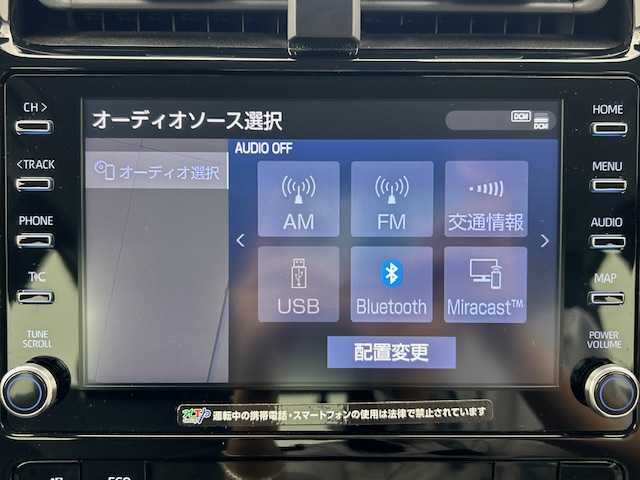 CH >
<TRACK
PHONE
T·C
TUNE
SCROLL
オーディオソース選択
DCM
DCM
オーディオ選択
AUDIO OFF
AM
FM
交通情報
USB
Bluetooth
Miracast™
配置変更
HOME
MENU
AUDIO
MAP
POWER
VOLUME
運転中の携帯電話・スマートフォンの使用は法律で禁止されています